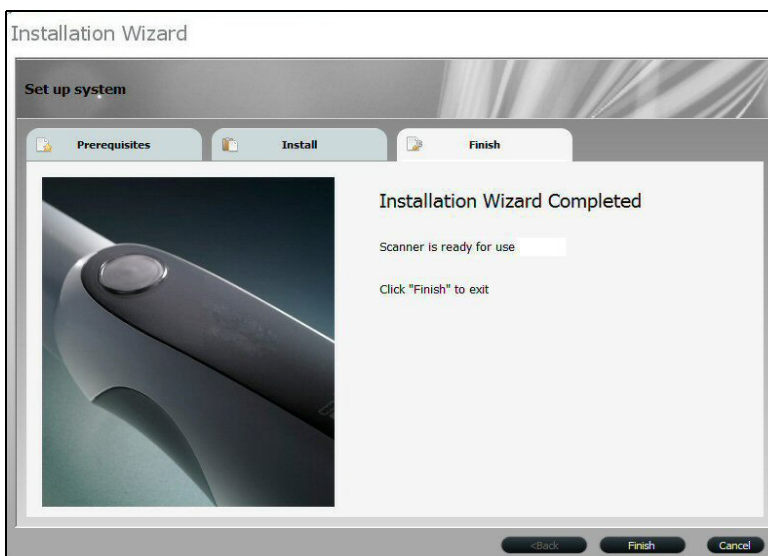 Installation Wizard
Set up system
Prerequisites
Install
Finish
Installation Wizard Completed
Scanner is ready for use
Click "Finish" to exit
<Back
Finish
Cancel